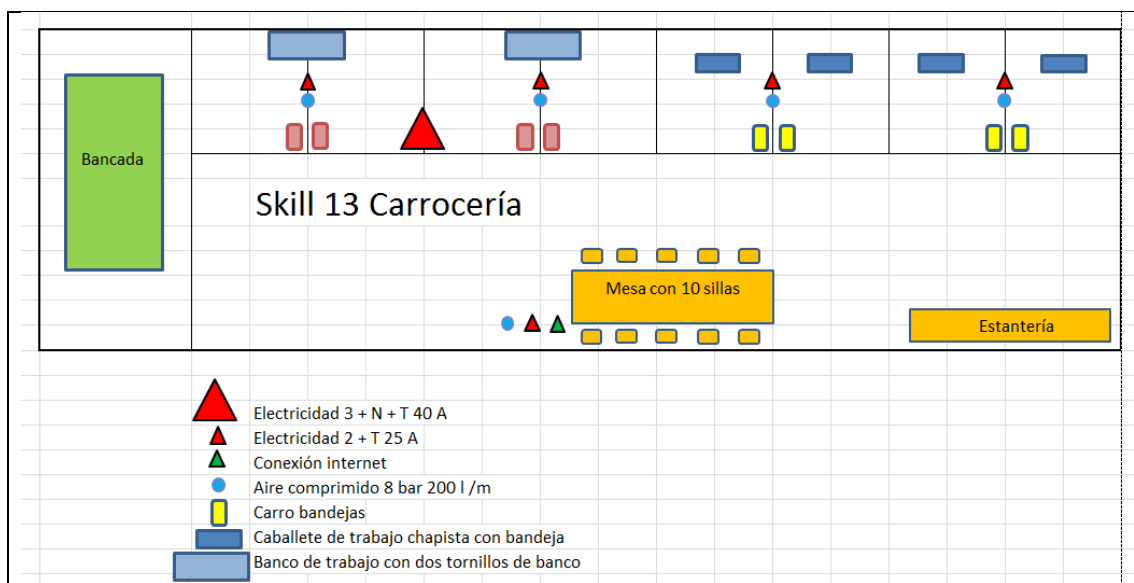 Bancada
Skill 13 Carrocería
Mesa con 10 sillas
Estantería
Electricidad 3 + N + T 40 A
Electricidad 2 + T 25 A
Conexión internet
Aire comprimido 8 bar 200 l /m
Carro bandejas
Caballete de trabajo chapista con bandeja
Banco de trabajo con dos tornillos de banco